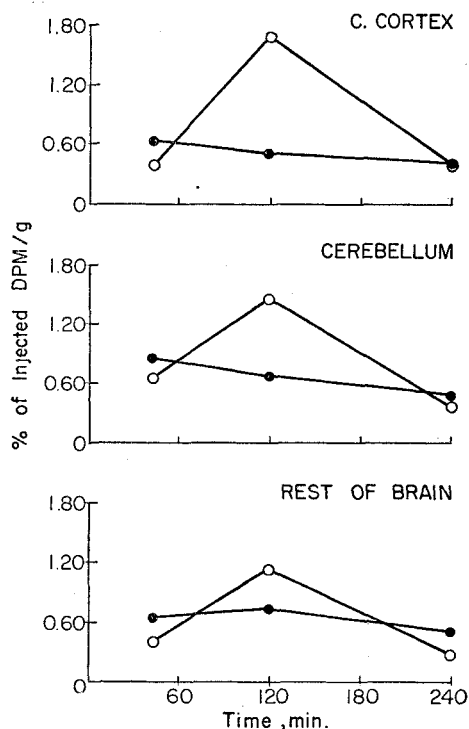 C. CORTEX
1.80
1.20
0.60
0
CEREBELLUM
1.80
1.20
0.60
0
REST OF BRAIN
1.80
1.20
0.60
0
60 120 180 240
Time ,min.
% of Injected DPM/g